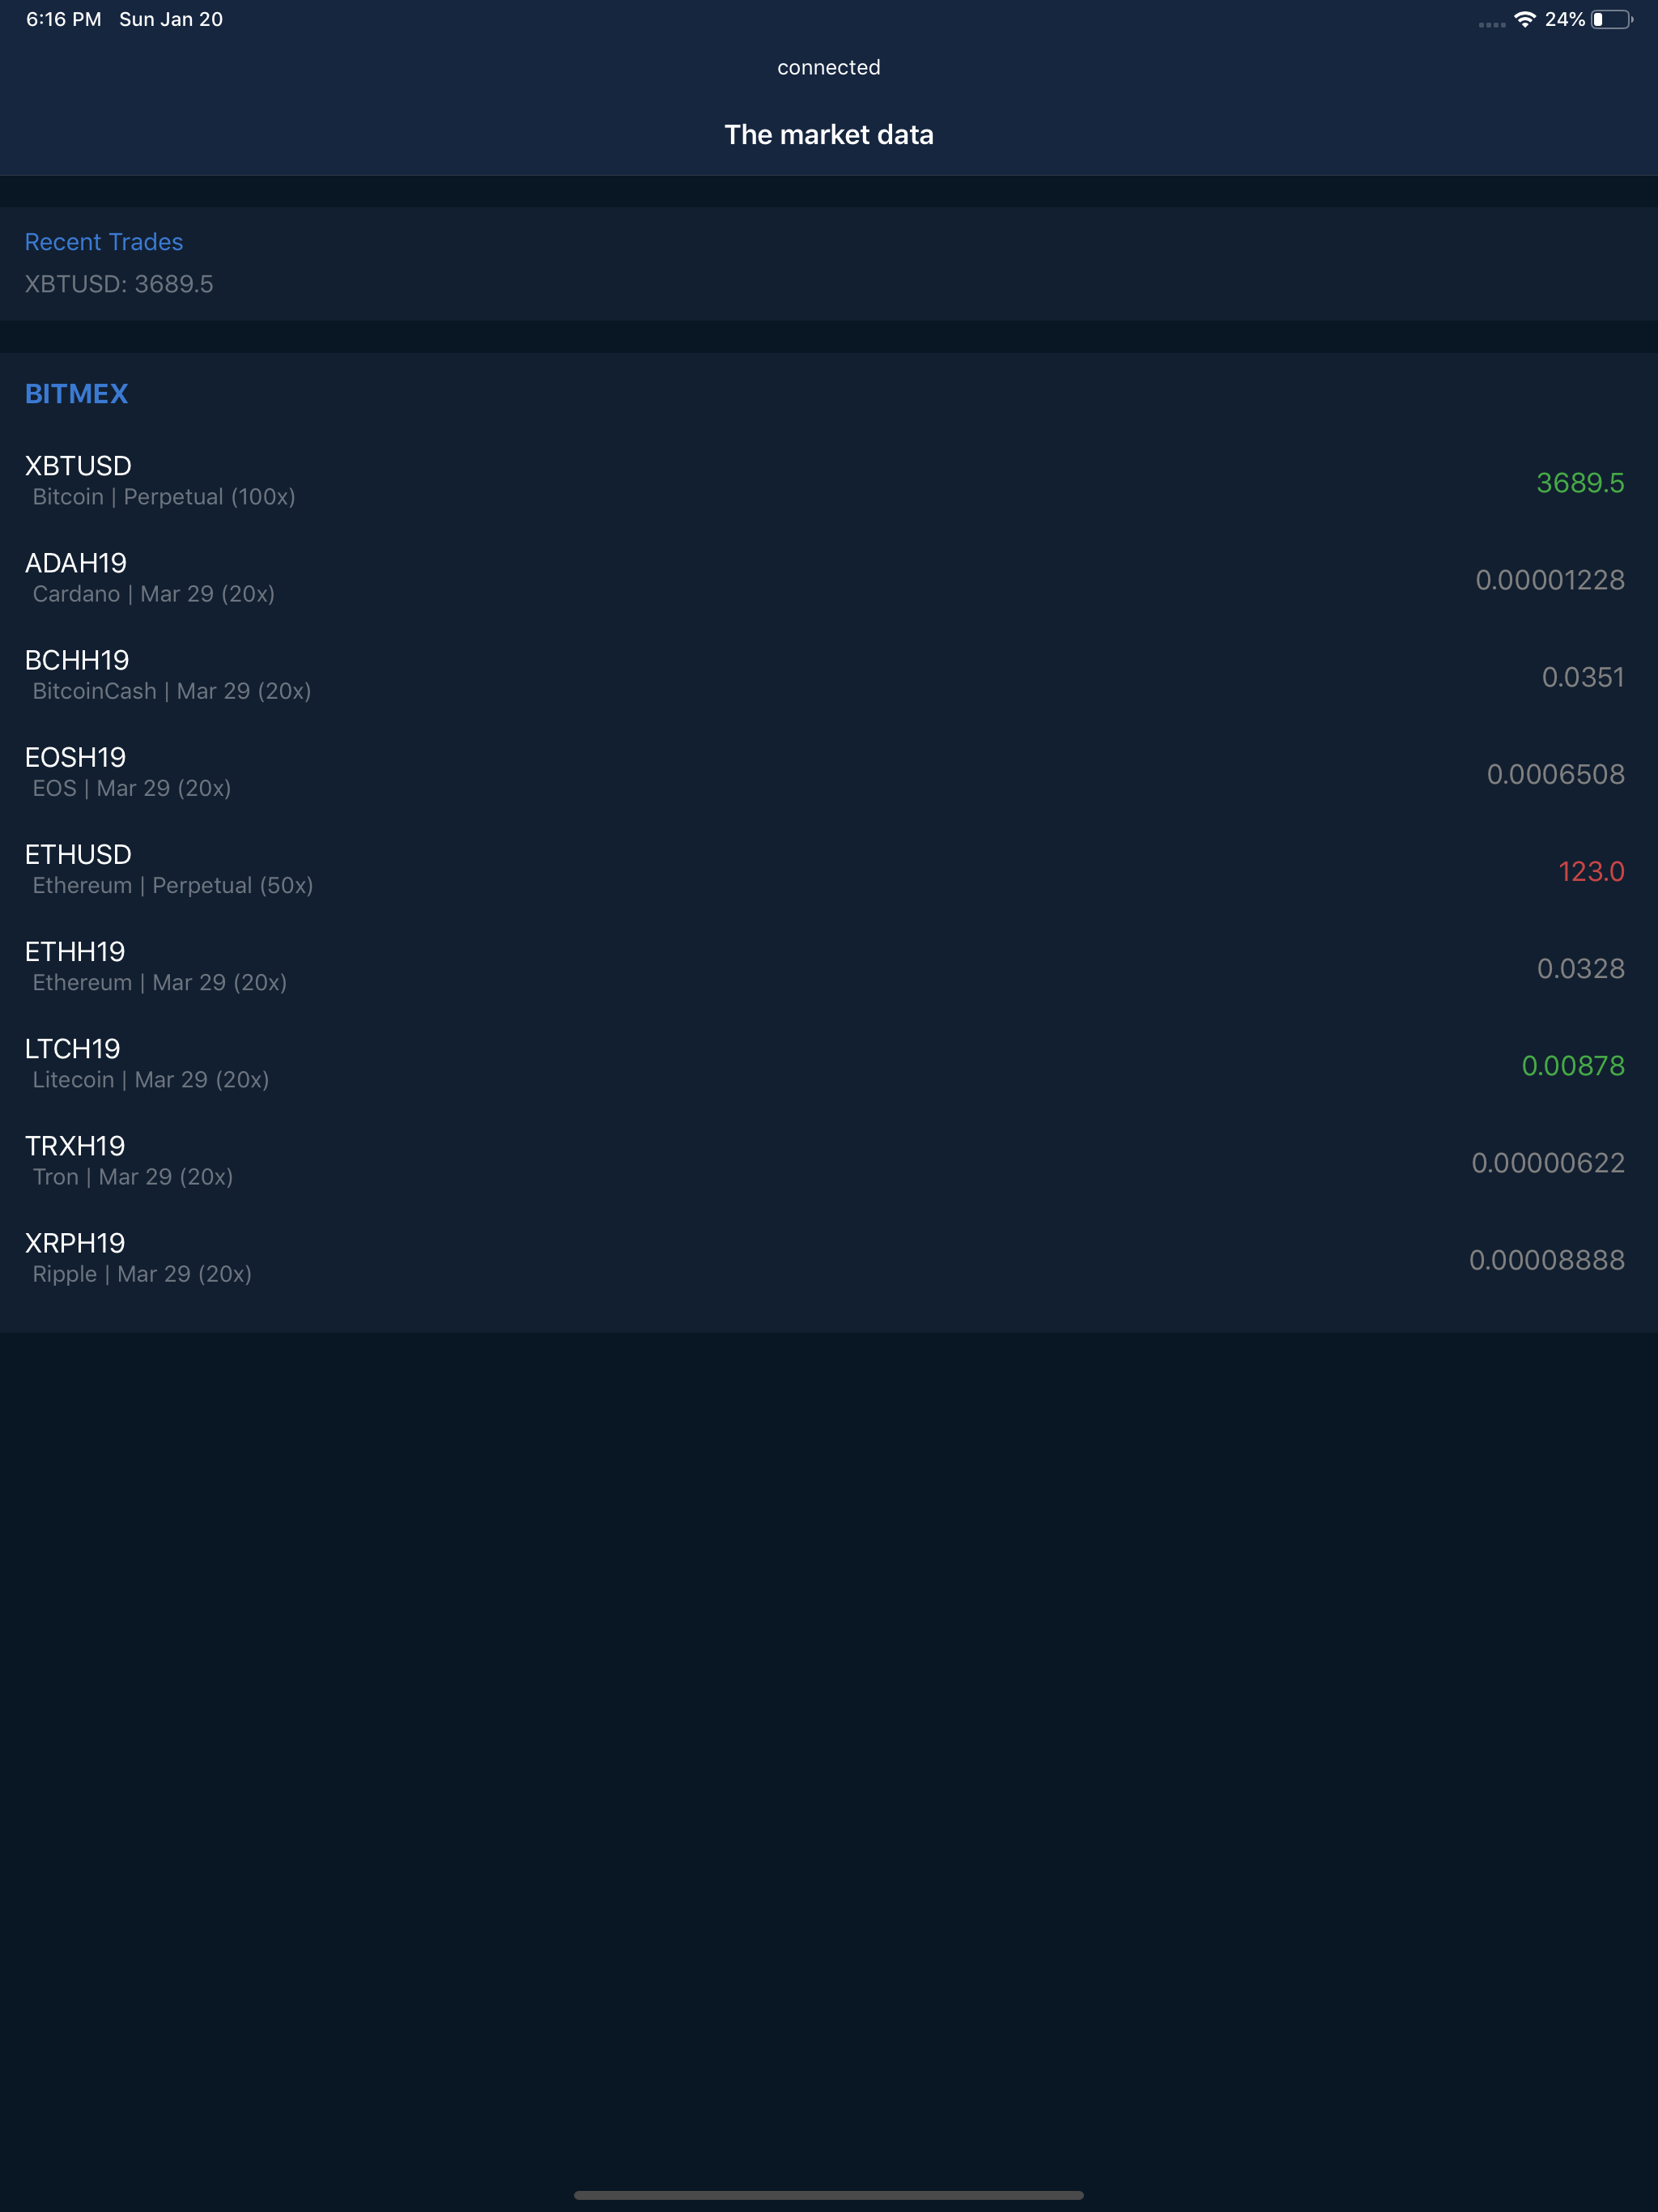 6:16 PM Sun Jan 20 24%
connected
The market data
Recent Trades
XBTUSD: 3689.5
BITMEX
XBTUSD
Bitcoin | Perpetual (100x)
3689.5
ADAH19
Cardano | Mar 29 (20x)
0.00001228
BCHH19
BitcoinCash | Mar 29 (20x)
0.0351
EOSH19
EOS | Mar 29 (20x)
0.0006508
ETHUSD
Ethereum | Perpetual (50x)
123.0
ETHH19
Ethereum | Mar 29 (20x)
0.0328
LTCH19
Litecoin | Mar 29 (20x)
0.00878
TRXH19
Tron | Mar 29 (20x)
0.00000622
XRPH19
Ripple | Mar 29 (20x)
0.00008888